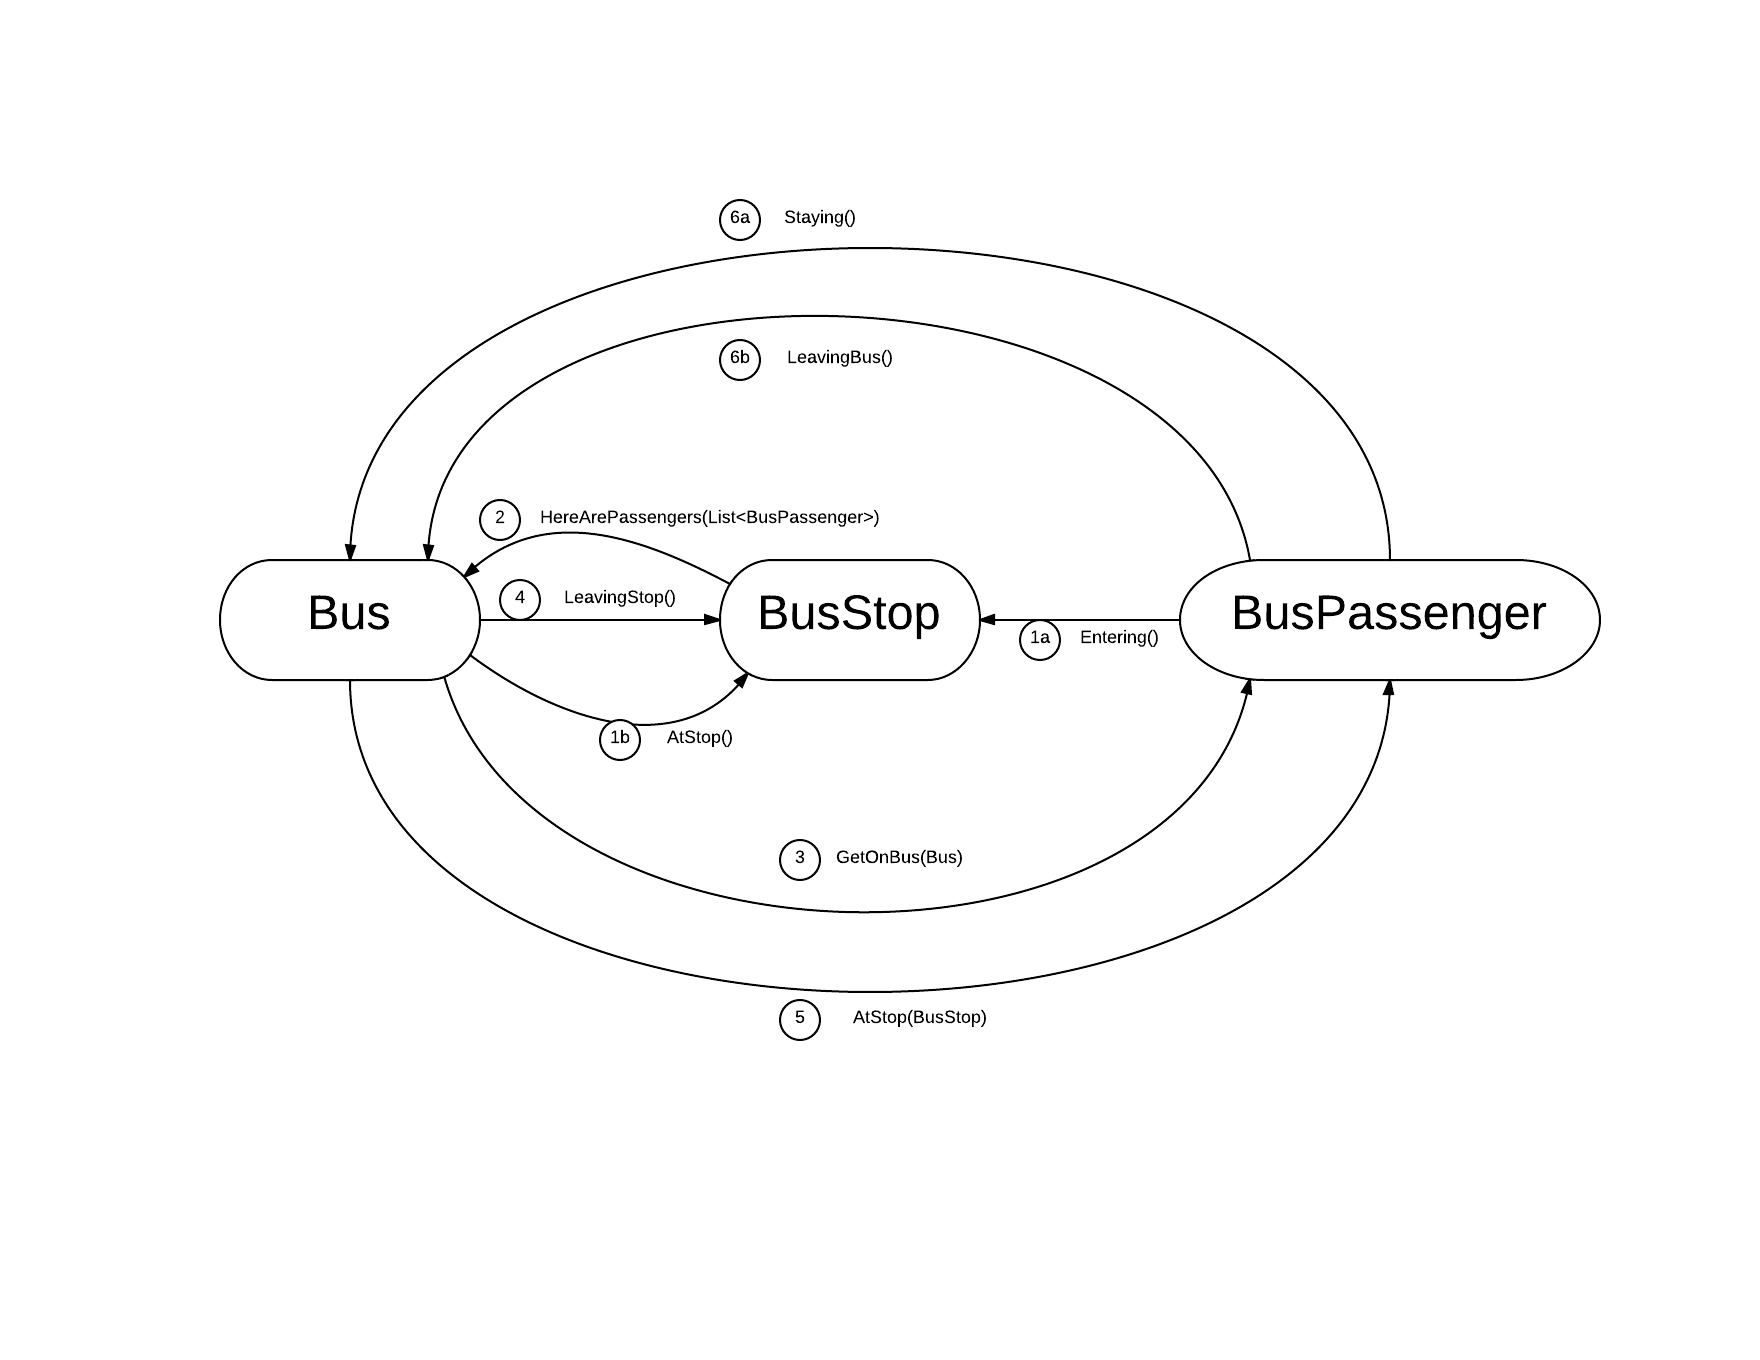 6a Staying()
6b LeavingBus()
2 HereArePassengers(List<BusPassenger>)
4 LeavingStop()
Bus
BusStop
BusPassenger
1a Entering()
1b AtStop()
3 GetOnBus(Bus)
5 AtStop(BusStop)